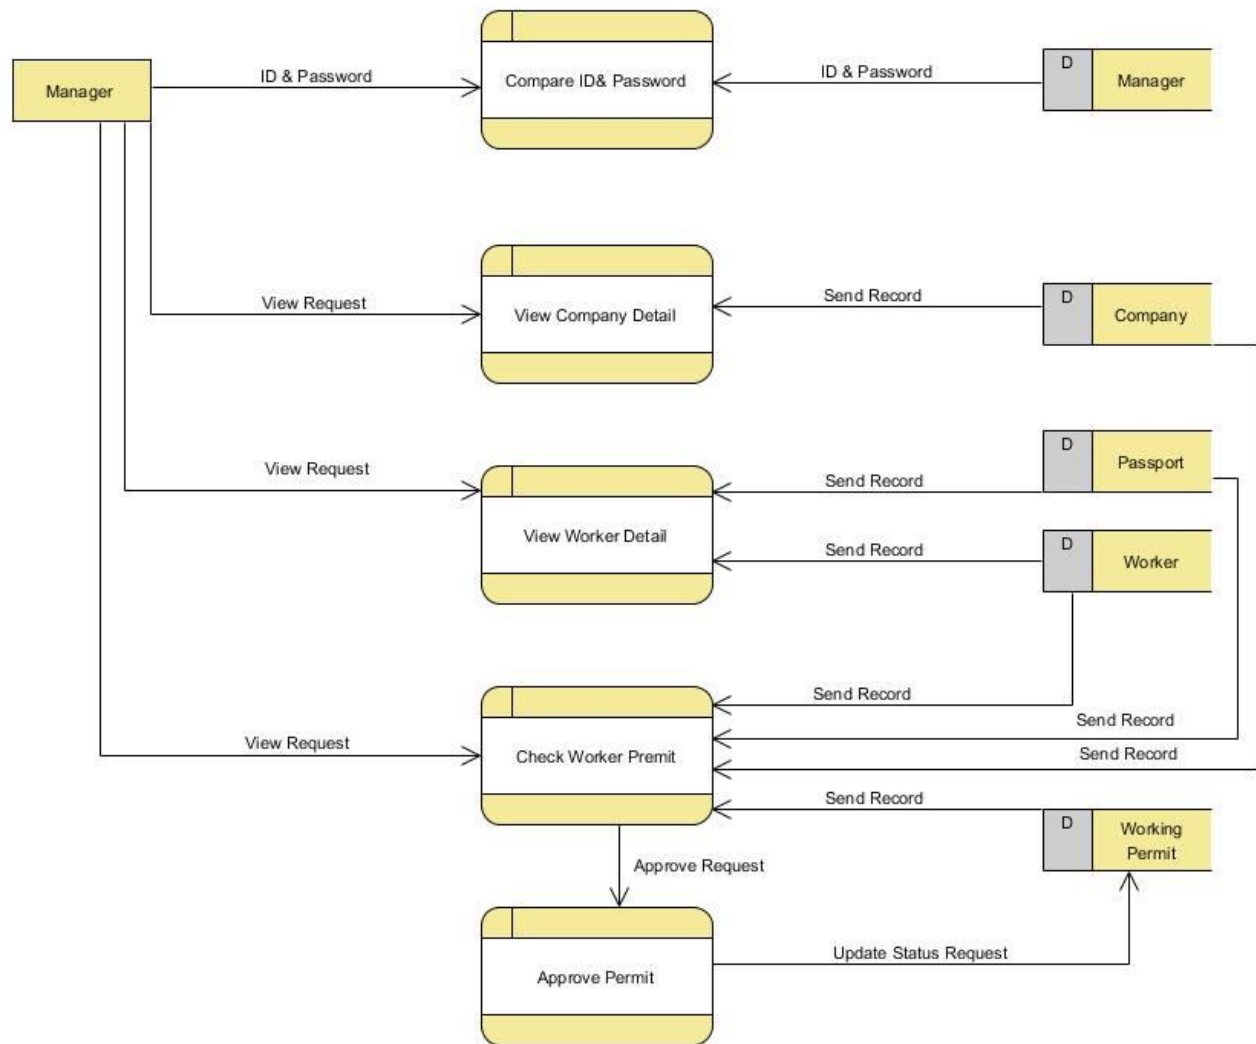 Manager
ID & Password
Compare ID& Password
ID & Password
D
Manager
View Request
View Company Detail
Send Record
D
Company
View Request
View Worker Detail
Send Record
D
Passport
Send Record
D
Worker
View Request
Check Worker Premit
Send Record
Send Record
Send Record
Send Record
D
Working
Permit
Approve Request
Approve Permit
Update Status Request